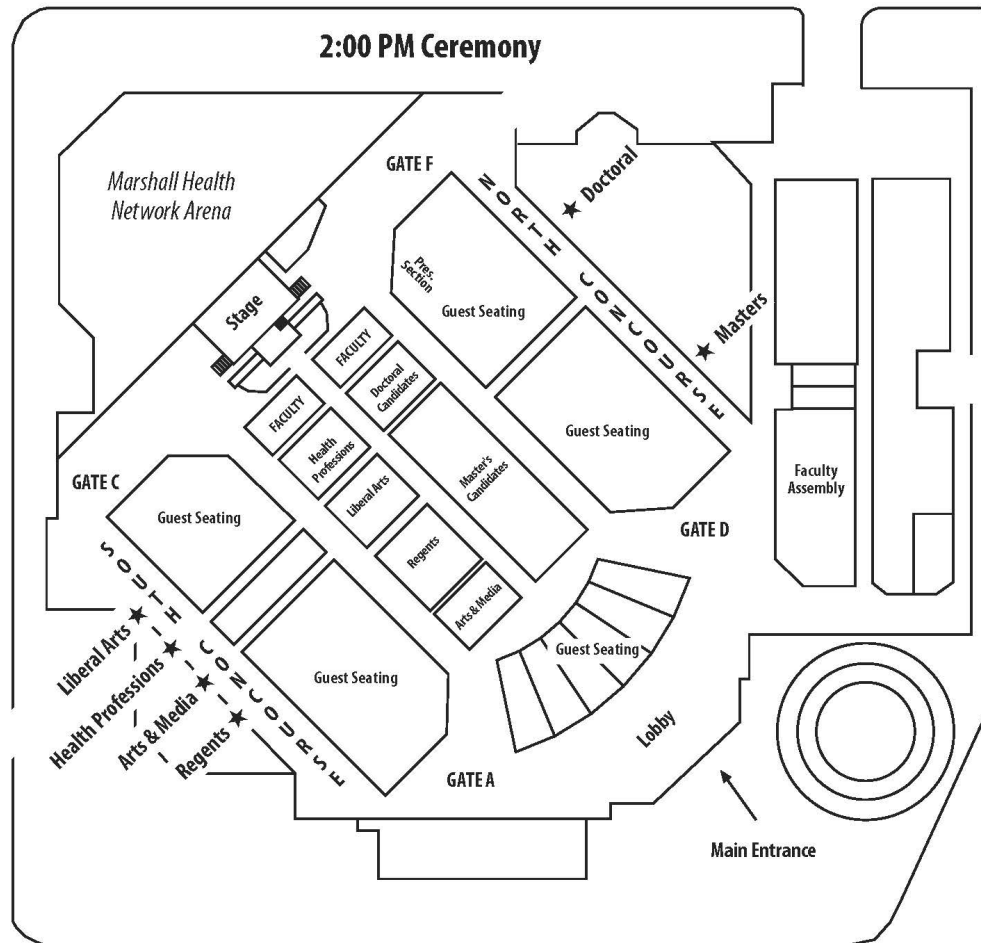 2:00 PM Ceremony
Marshall Health
Network Arena
GATE F
Doctoral
NORTH CONCOURSE
Masters
Pres.
Section
Guest Seating
Stage
FACULTY
Doctoral
Candidates
FACULTY
Health
Professions
Liberal Arts
Master's
Candidates
Regents
Arts & Media
Guest Seating
Faculty
Assembly
GATE C
Guest Seating
GATE D
SOUTH CONCOURSE
Liberal Arts
Health Professions
Arts & Media
Regents
Guest Seating
Guest Seating
Lobby
GATE A
Main Entrance